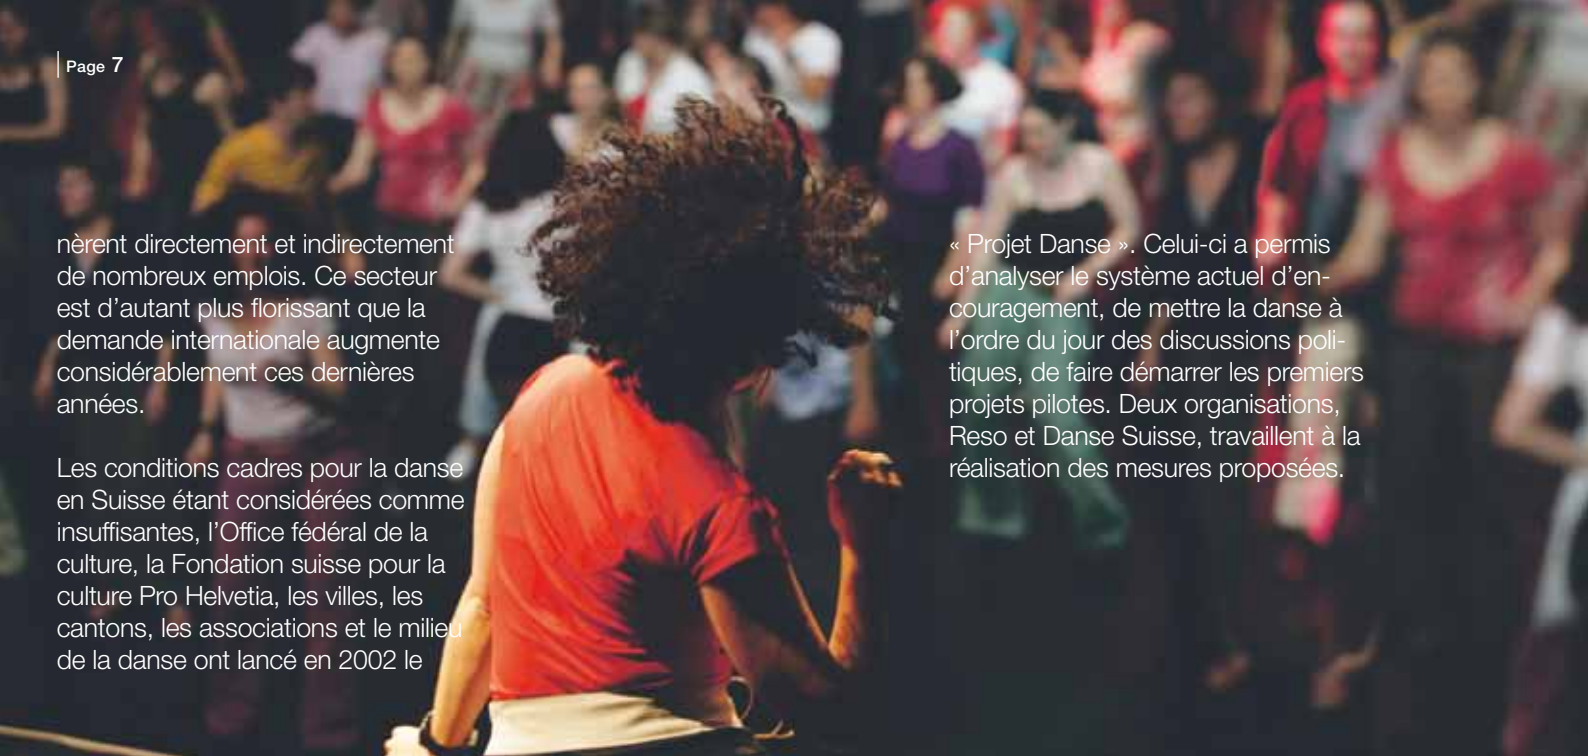 Page 7
nèrent directement et indirectement
de nombreux emplois. Ce secteur
est d'autant plus florissant que la
demande internationale augmente
considérablement ces dernières
années.
Les conditions cadres pour la danse
en Suisse étant considérées comme
insuffisantes, l'Office fédéral de la
culture, la Fondation suisse pour la
culture Pro Helvetia, les villes, les
cantons, les associations et le milieu
de la danse ont lancé en 2002 le
« Projet Danse ». Celui-ci a permis
d'analyser le système actuel d'en-
couragement, de mettre la danse à
l'ordre du jour des discussions poli-
tiques, de faire démarrer les premiers
projets pilotes. Deux organisations,
Reso et Danse Suisse, travaillent à la
réalisation des mesures proposées.